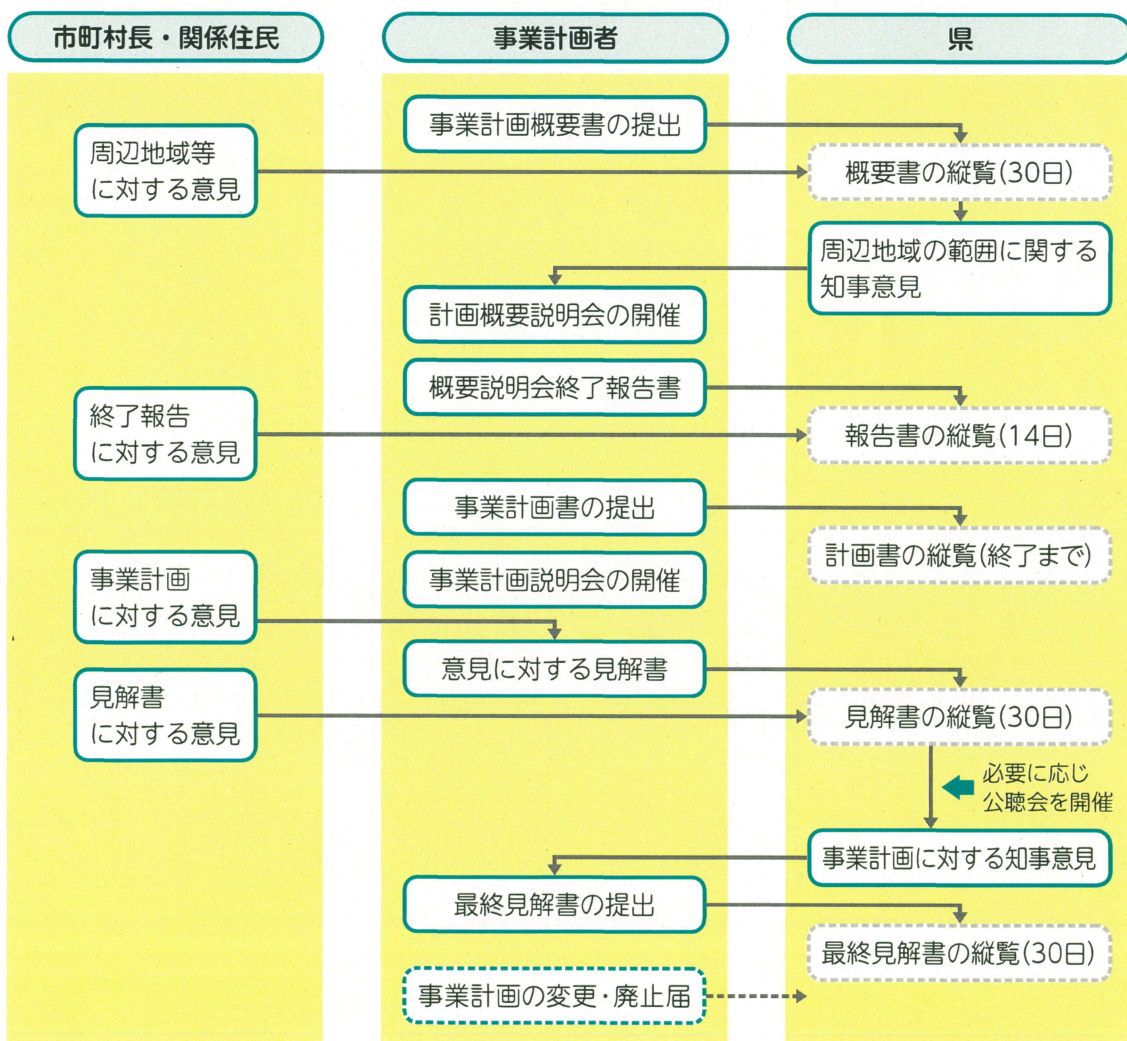 市町村長・関係住民
事業計画者
県
事業計画概要書の提出
周辺地域等
に対する意見
概要書の縦覧(30日)
周辺地域の範囲に関する
知事意見
計画概要説明会の開催
概要説明会終了報告書
終了報告
に対する意見
報告書の縦覧(14日)
事業計画書の提出
計画書の縦覧(終了まで)
事業計画
に対する意見
事業計画説明会の開催
意見に対する見解書
見解書
に対する意見
見解書の縦覧(30日)
必要に応じ
公聴会を開催
事業計画に対する知事意見
最終見解書の提出
最終見解書の縦覧(30日)
事業計画の変更・廃止届